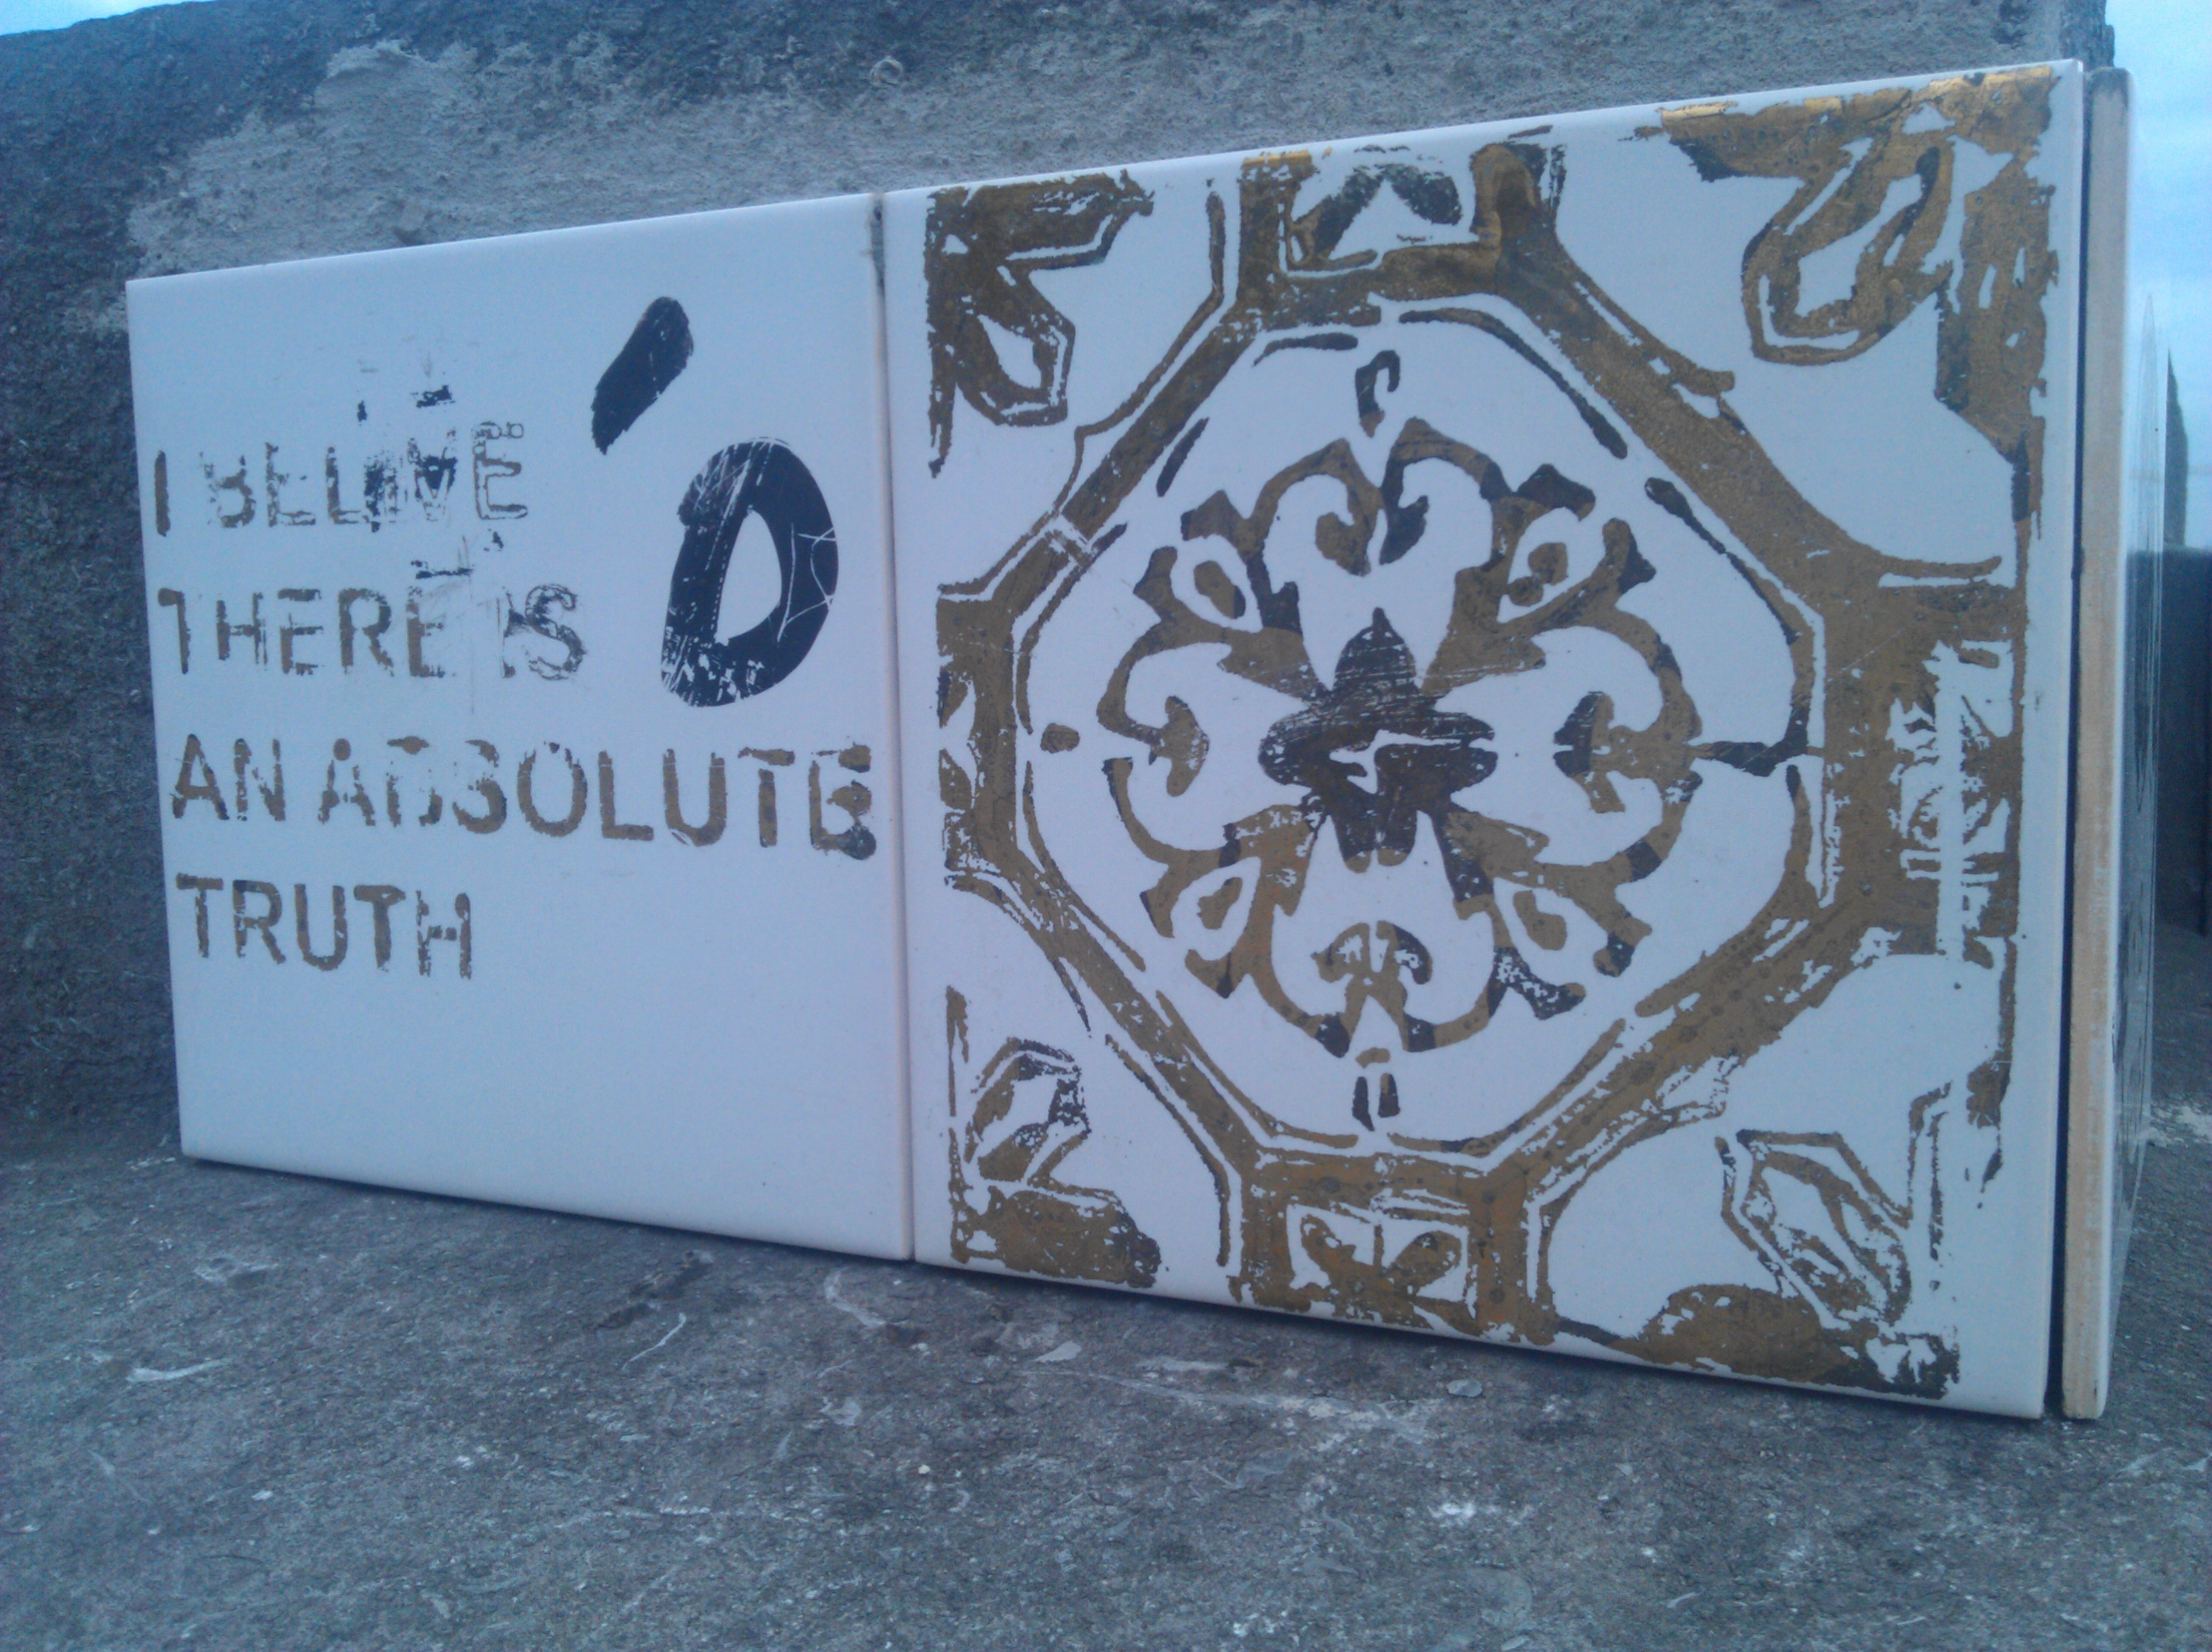 I BELIVE
Ó
THERE IS
AN ABSOLUTE
TRUTH